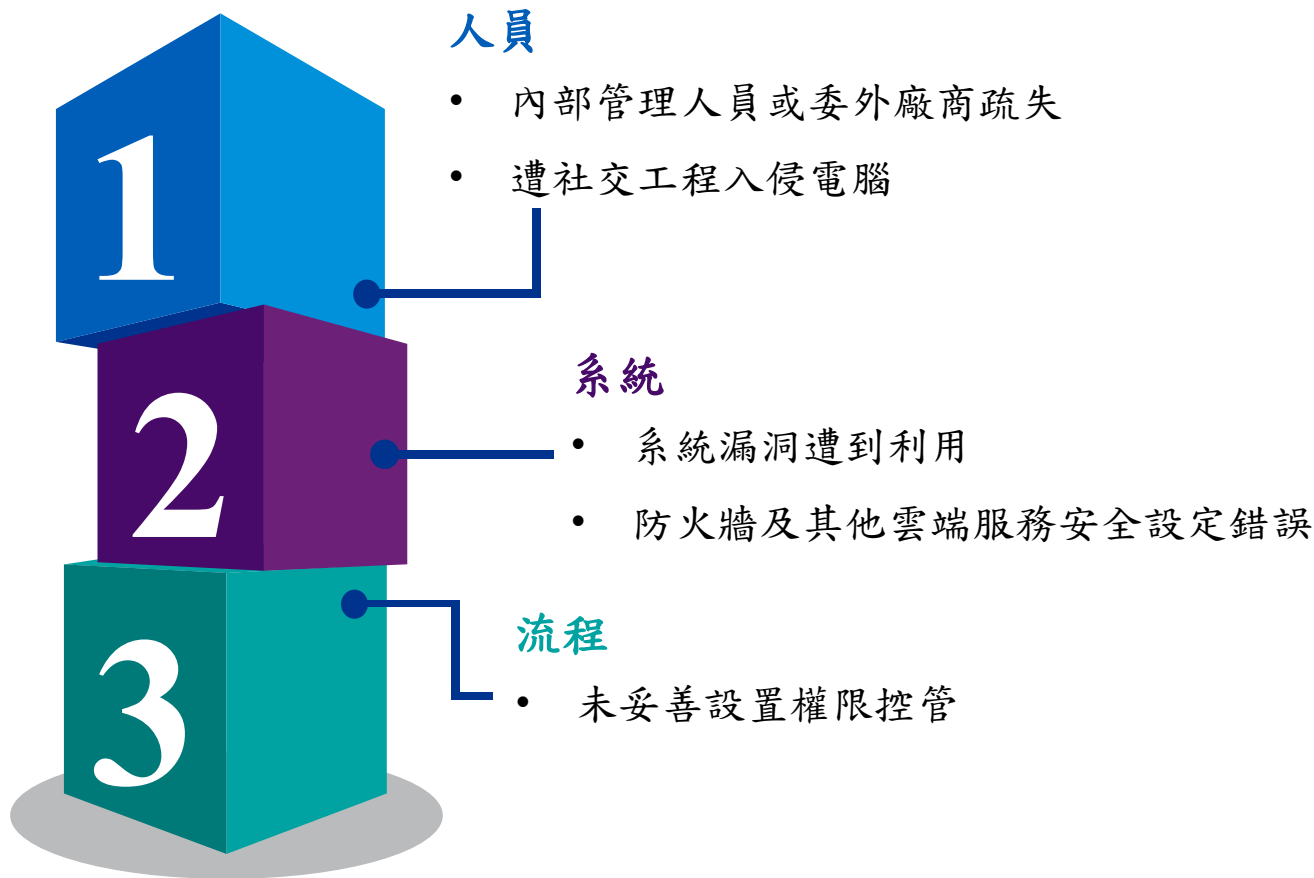 1
人員
• 內部管理人員或委外廠商疏失
• 遭社交工程入侵電腦
2
系統
• 系統漏洞遭到利用
• 防火牆及其他雲端服務安全設定錯誤
3
流程
• 未妥善設置權限控管